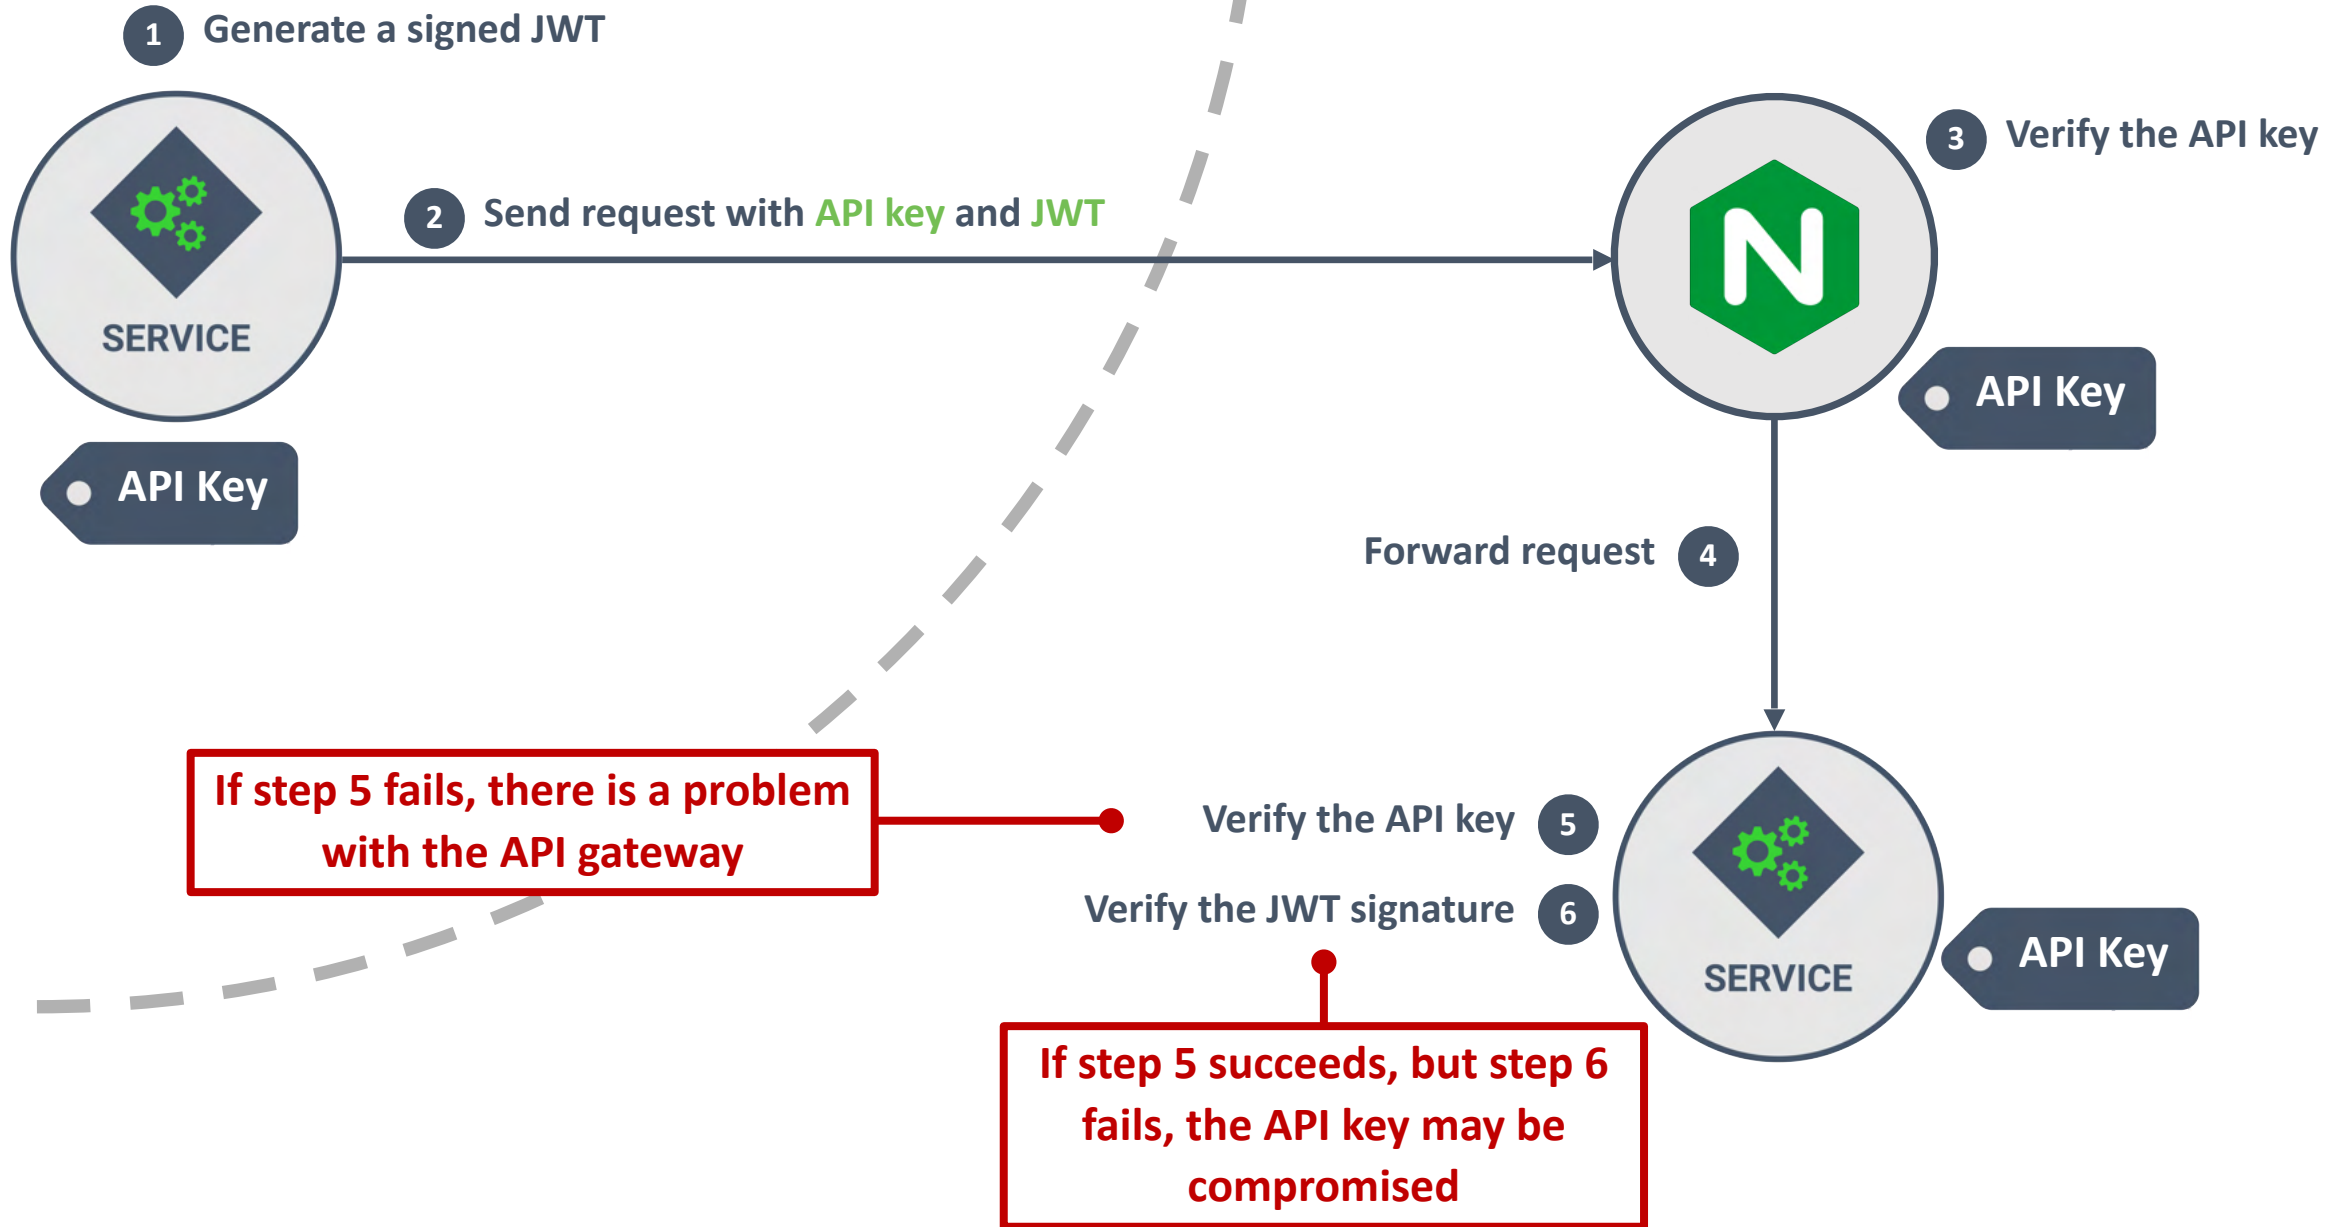 1 Generate a signed JWT
SERVICE
API Key
2 Send request with API key and JWT
N
3 Verify the API key
API Key
Forward request 4
If step 5 fails, there is a problem
with the API gateway
Verify the API key 5
Verify the JWT signature 6
SERVICE
API Key
If step 5 succeeds, but step 6
fails, the API key may be
compromised